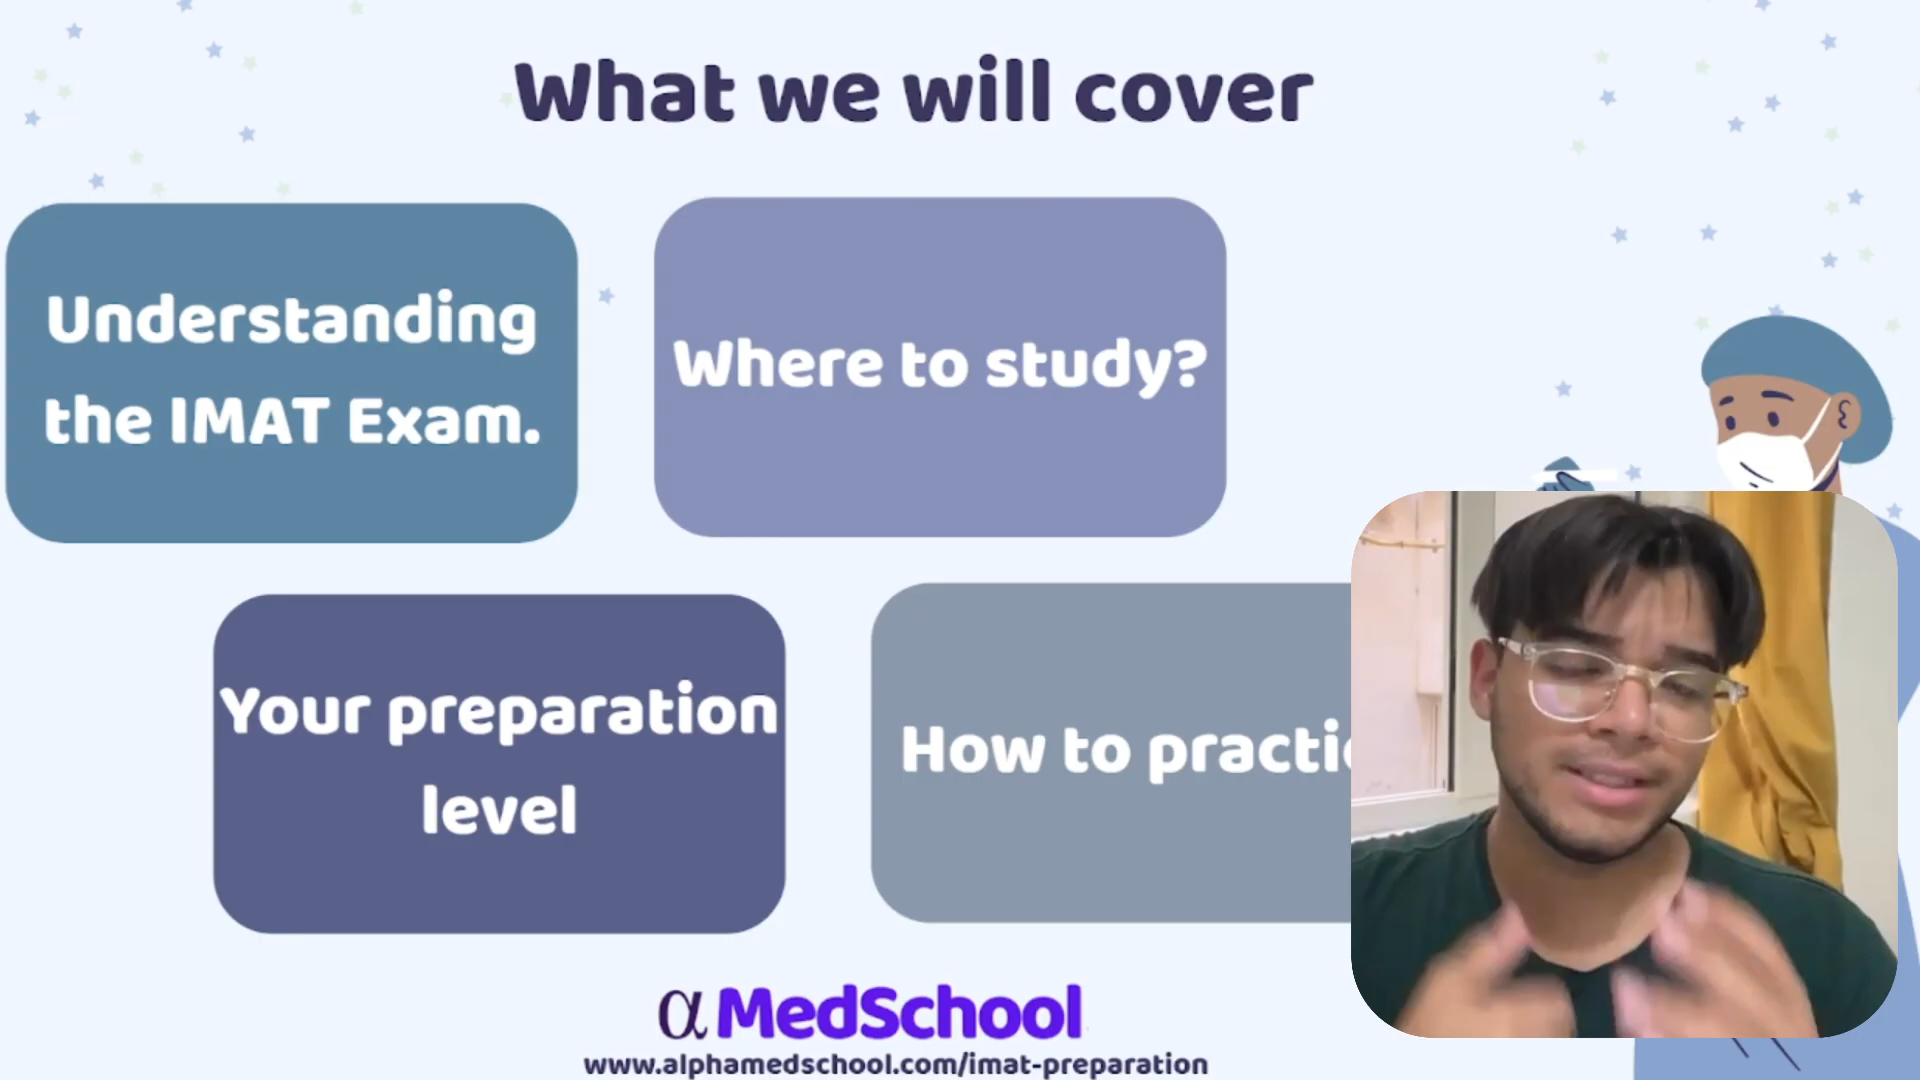 What we will cover
Understanding
the IMAT Exam.
Where to study?
Your preparation
level
How to
α MedSchool
www.alphamedschool.com/imat-preparation